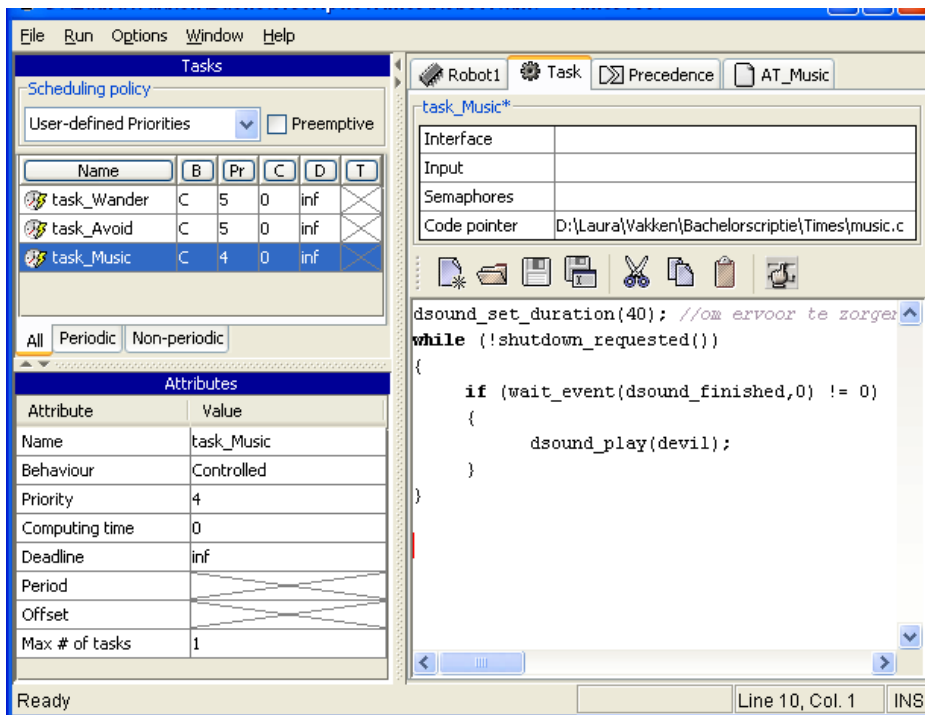 File Run Options Window Help
Tasks
Scheduling policy
User-defined Priorities Preemptive
Name B Pr C D T
task_Wander C 5 0 inf
task_Avoid C 5 0 inf
task_Music C 4 0 inf
All Periodic Non-periodic
Attributes
Attribute Value
Name task_Music
Behaviour Controlled
Priority 4
Computing time 0
Deadline inf
Period
Offset
Max # of tasks 1
Robot1 Task Precedence AT_Music
task_Music*
Interface
Input
Semaphores
Code pointer D:\Laura\Vakken\Bachelorscriptie\Times\music.c
dsound_set_duration(40); //om ervoor te zorgen
while (!shutdown_requested())
{
if (wait_event(dsound_finished,0) != 0)
{
dsound_play(devil);
}
}
Ready Line 10, Col. 1 INS